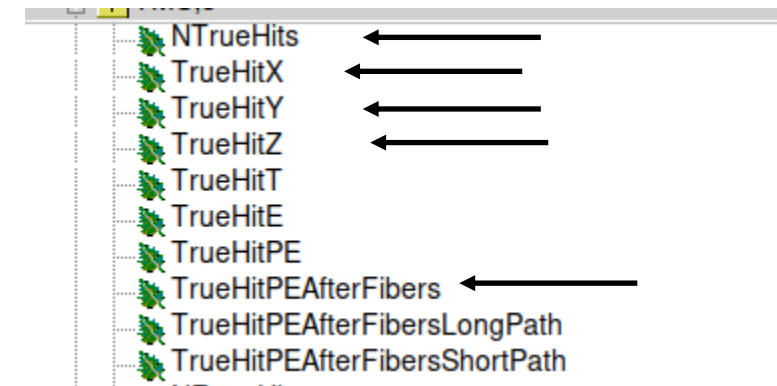 NTrueHits
TrueHitX
TrueHitY
TrueHitZ
TrueHitT
TrueHitE
TrueHitPE
TrueHitPEAfterFibers
TrueHitPEAfterFibersLongPath
TrueHitPEAfterFibersShortPath